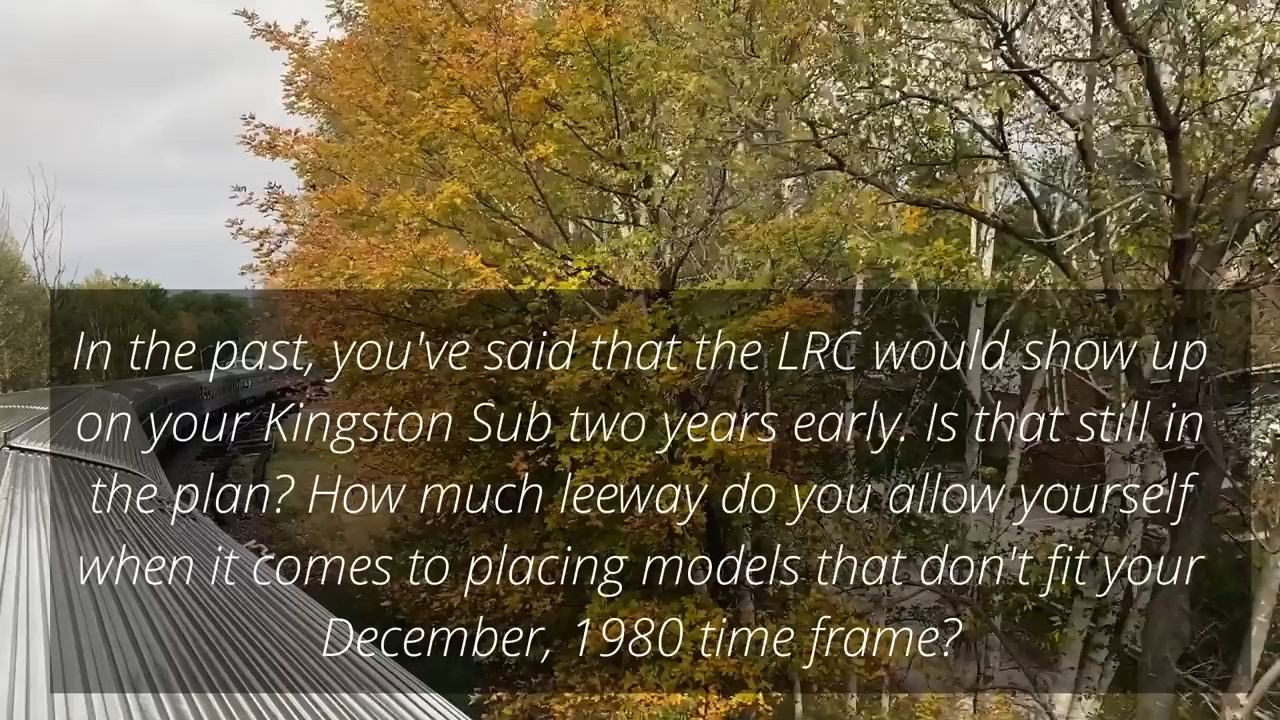 In the past, you've said that the LRC would show up
on your Kingston Sub two years early. Is that still in
the plan? How much leeway do you allow yourself
when it comes to placing models that don't fit your
December, 1980 time frame?